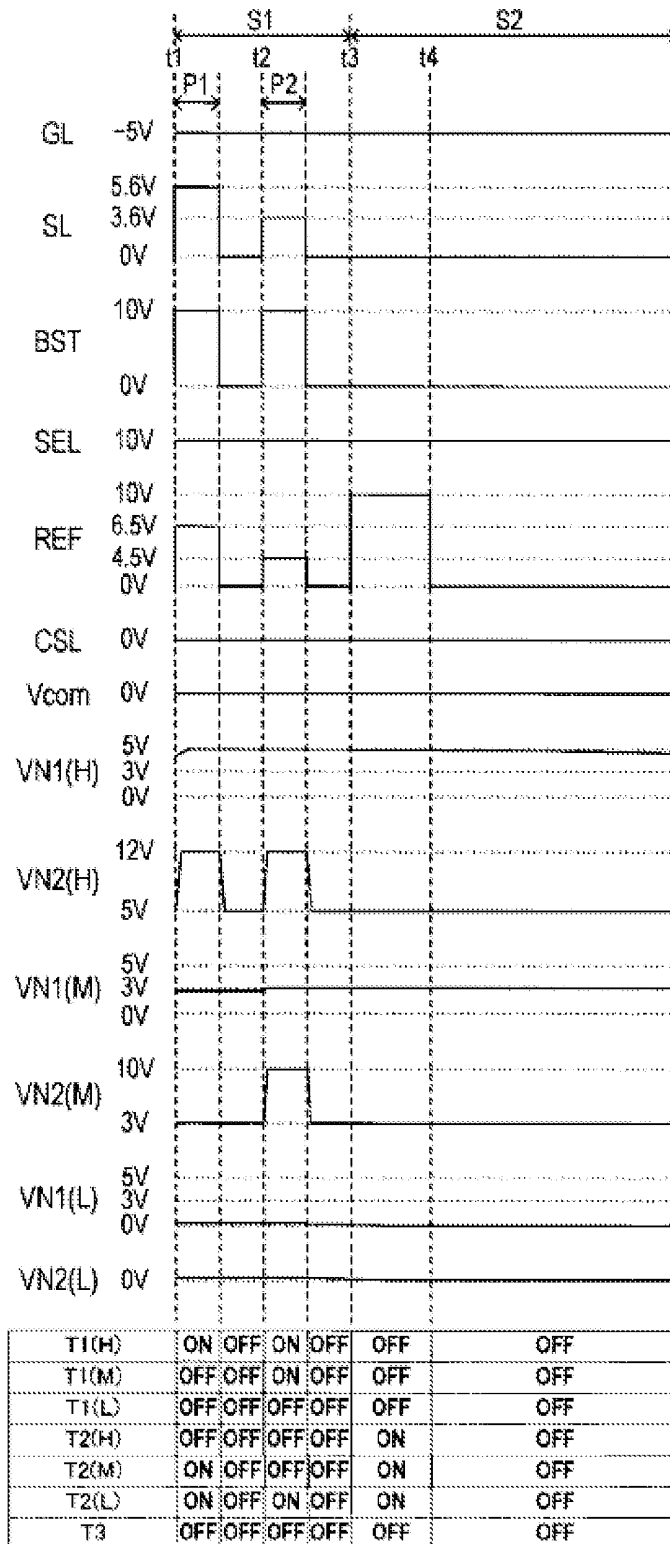 S1 S2
t1 t2 t3 t4
P1 P2
GL -5V
5.6V
SL 3.6V
0V
10V
BST
0V
SEL 10V
10V
REF 6.5V
4.5V
0V
CSL 0V
Vcom 0V
5V
VN1(H) 3V
0V
12V
VN2(H)
5V
5V
VN1(M) 3V
0V
10V
VN2(M)
3V
5V
VN1(L) 3V
0V
VN2(L) 0V
T1(H) ON OFF ON OFF OFF OFF
T1(M) OFF OFF ON OFF OFF OFF
T1(L) OFF OFF OFF OFF OFF OFF
T2(H) OFF OFF OFF OFF ON OFF
T2(M) ON OFF OFF OFF ON OFF
T2(L) ON OFF ON OFF ON OFF
T3 OFF OFF OFF OFF OFF OFF